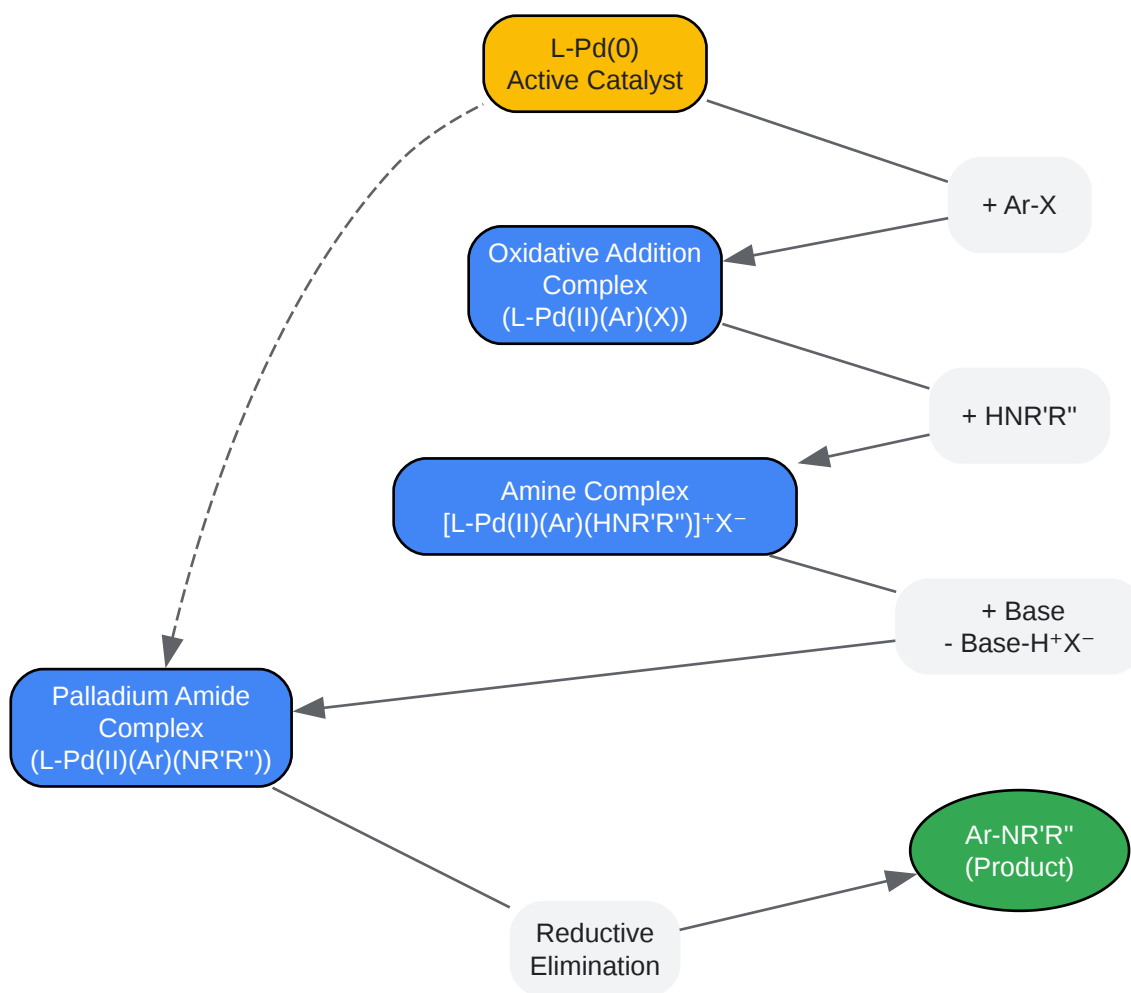 L-Pd(0)
Active Catalyst
+ Ar-X
Oxidative Addition
Complex
(L-Pd(II)(Ar)(X))
+ HNR'R"
Amine Complex
[L-Pd(II)(Ar)(HNR'R")]⁺X⁻
+ Base
- Base-H⁺X⁻
Palladium Amide
Complex
(L-Pd(II)(Ar)(NR'R"))
Ar-NR'R"
(Product)
Reductive
Elimination